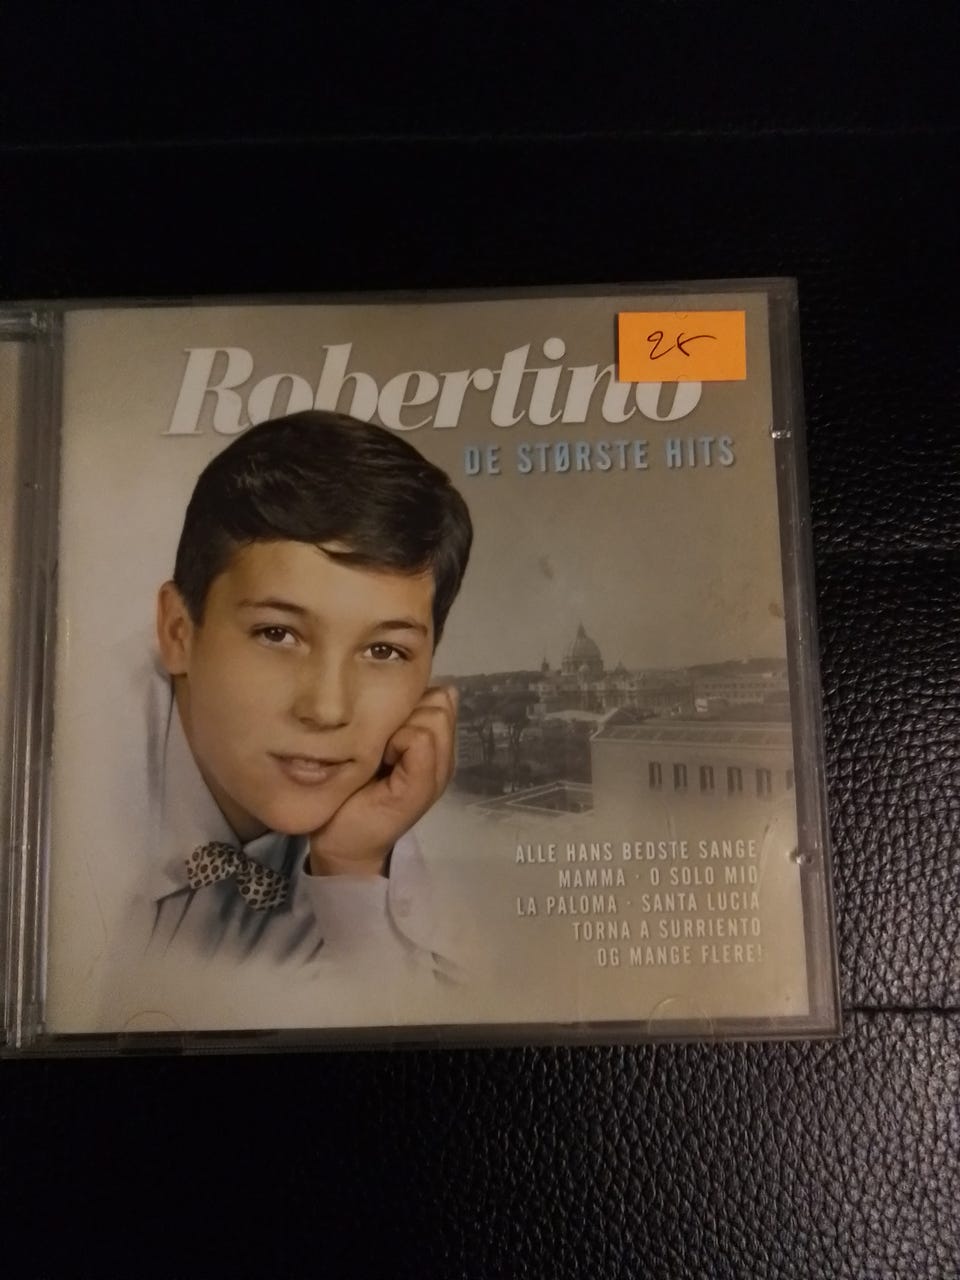 Robertino
DE STØRSTE HITS
ALLE HANS BEDSTE SANGE
MAMMA · O SOLO MIO
LA PALOMA · SANTA LUCIA
TORNA A SURRIENTO
OG MANGE FLERE!